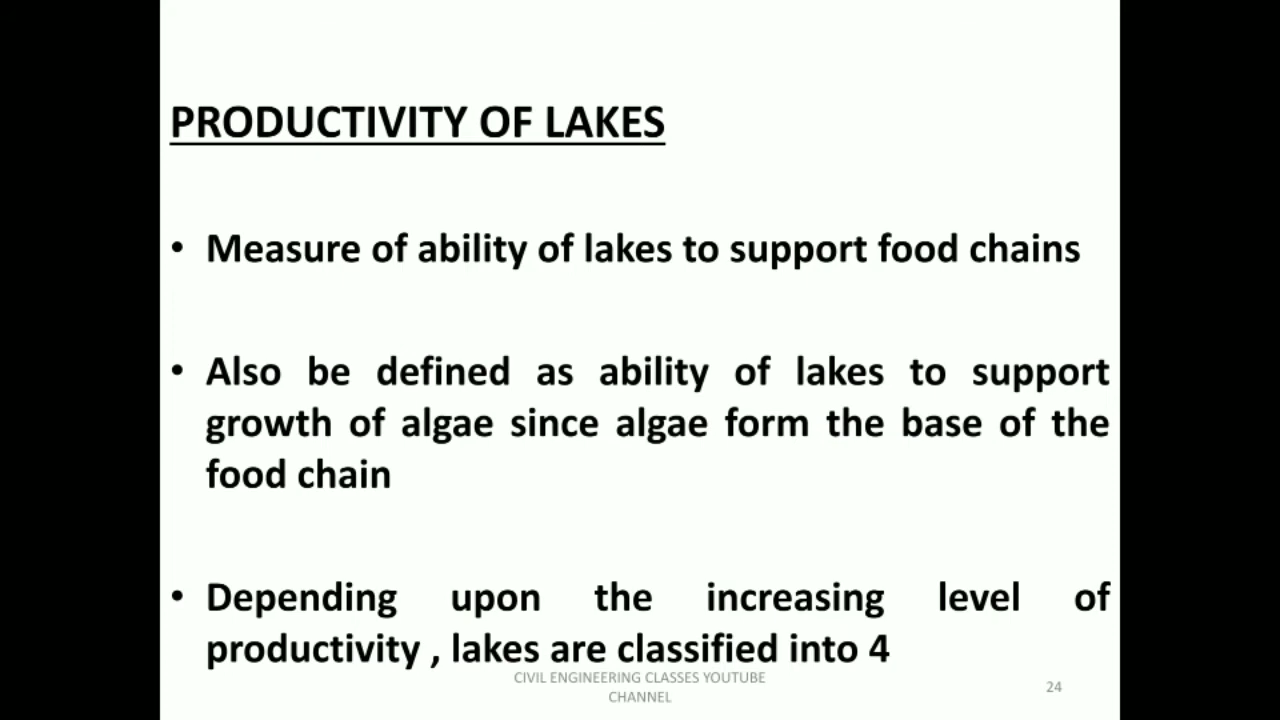 PRODUCTIVITY OF LAKES
• Measure of ability of lakes to support food chains
• Also be defined as ability of lakes to support
growth of algae since algae form the base of the
food chain
• Depending upon the increasing level of
productivity , lakes are classified into 4
CIVIL ENGINEERING CLASSES YOUTUBE
CHANNEL
24